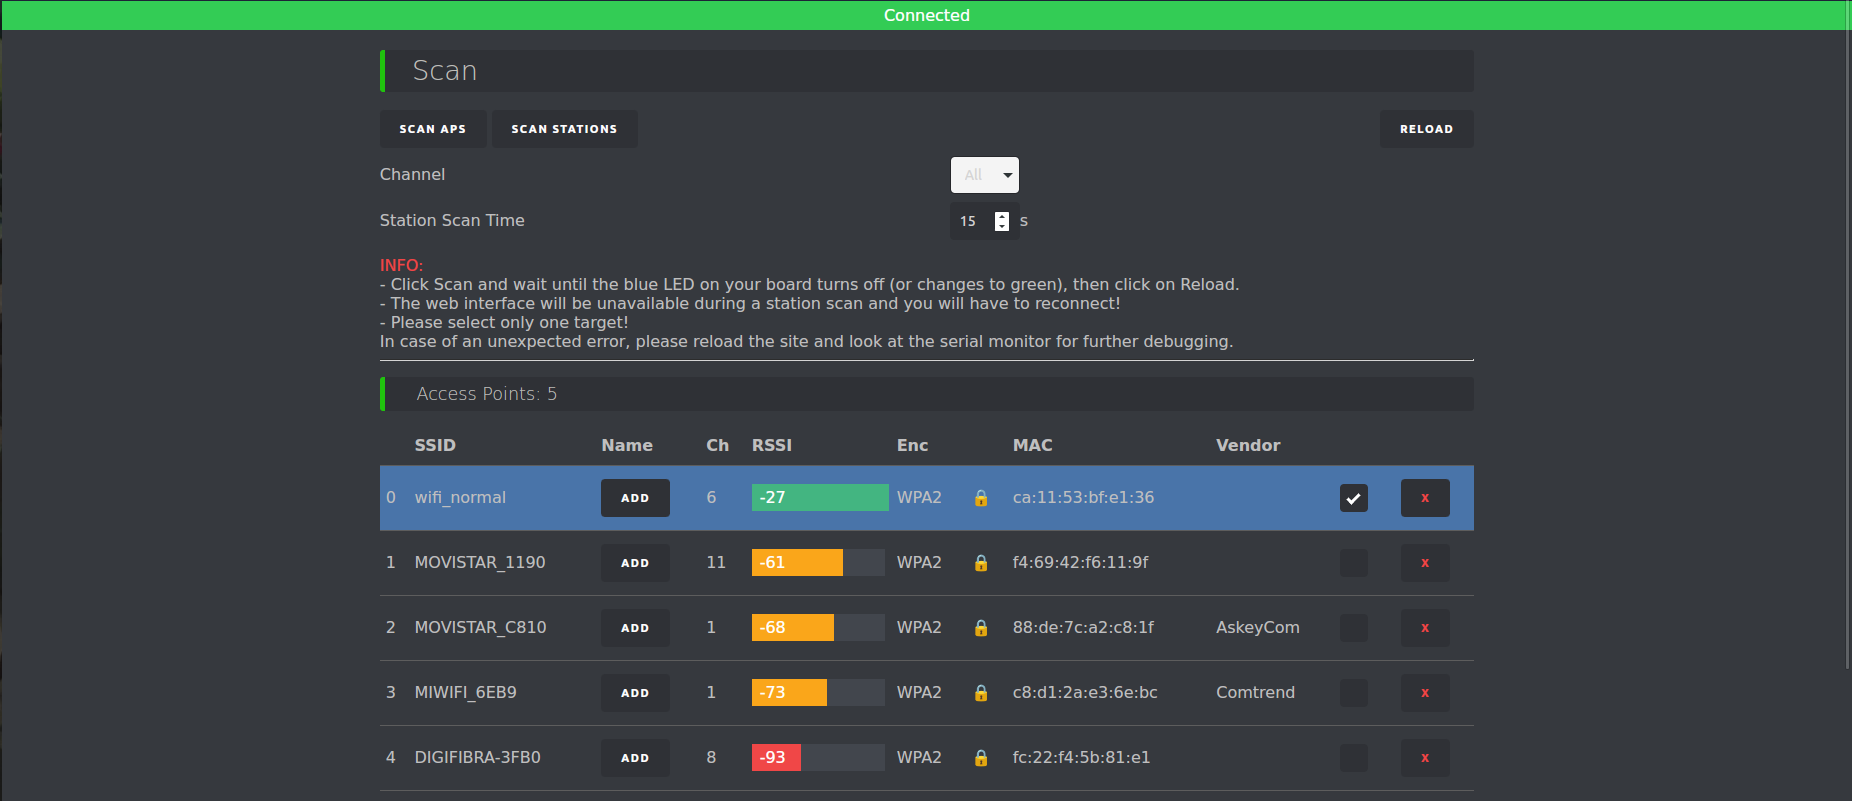 Connected
Scan
SCAN APS SCAN STATIONS RELOAD
Channel All
Station Scan Time 15 s
INFO:
- Click Scan and wait until the blue LED on your board turns off (or changes to green), then click on Reload.
- The web interface will be unavailable during a station scan and you will have to reconnect!
- Please select only one target!
In case of an unexpected error, please reload the site and look at the serial monitor for further debugging.
Access Points: 5
SSID Name Ch RSSI Enc MAC Vendor
0 wifi_normal ADD 6 -27 WPA2 ca:11:53:bf:e1:36 X
1 MOVISTAR_1190 ADD 11 -61 WPA2 f4:69:42:f6:11:9f X
2 MOVISTAR_C810 ADD 1 -68 WPA2 88:de:7c:a2:c8:1f AskeyCom X
3 MIWIFI_6EB9 ADD 1 -73 WPA2 c8:d1:2a:e3:6e:bc Comtrend X
4 DIGIFIBRA-3FB0 ADD 8 -93 WPA2 fc:22:f4:5b:81:e1 X